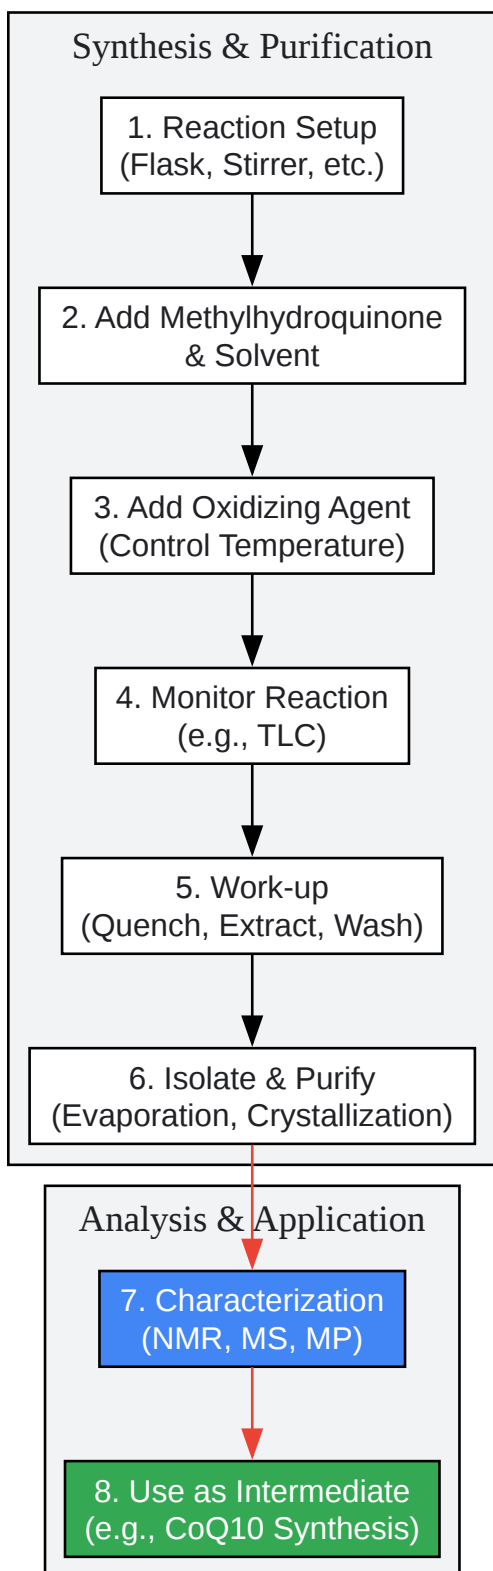 Synthesis & Purification
1. Reaction Setup
(Flask, Stirrer, etc.)
2. Add Methylhydroquinone
& Solvent
3. Add Oxidizing Agent
(Control Temperature)
4. Monitor Reaction
(e.g., TLC)
5. Work-up
(Quench, Extract, Wash)
6. Isolate & Purify
(Evaporation, Crystallization)
Analysis & Application
7. Characterization
(NMR, MS, MP)
8. Use as Intermediate
(e.g., CoQ10 Synthesis)